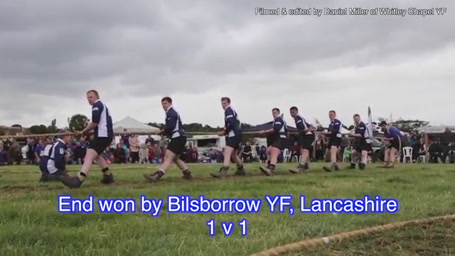 Filmed & edited by Daniel Miller of Whitley Chapel YF
End won by Bilsborrow YF, Lancashire
1 v 1